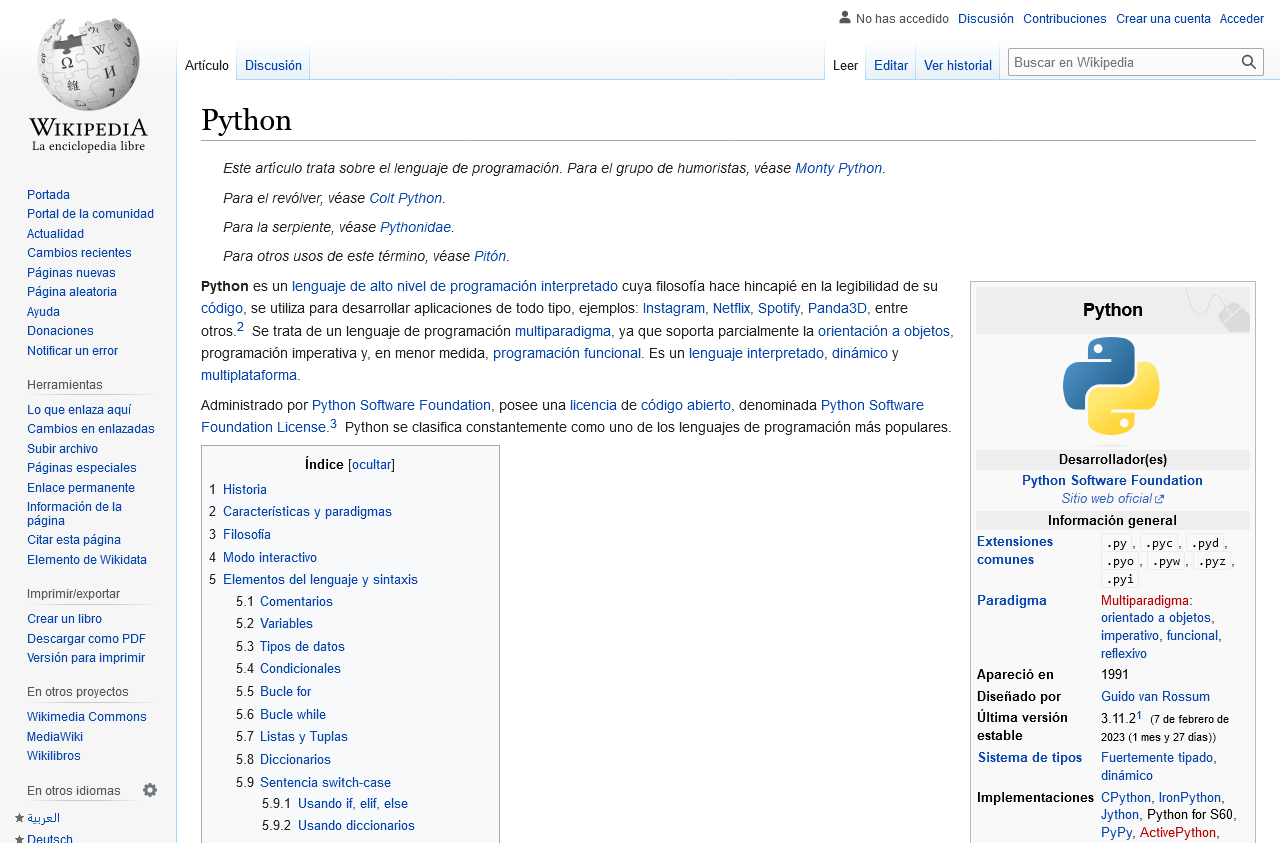 No has accedido Discusión Contribuciones Crear una cuenta Acceder
Artículo Discusión Leer Editar Ver historial Buscar en Wikipedia
WIKIPEDIA
La enciclopedia libre
Portada
Portal de la comunidad
Actualidad
Cambios recientes
Páginas nuevas
Página aleatoria
Ayuda
Donaciones
Notificar un error
Herramientas
Lo que enlaza aquí
Cambios en enlazadas
Subir archivo
Páginas especiales
Enlace permanente
Información de la
página
Citar esta página
Elemento de Wikidata
Imprimir/exportar
Crear un libro
Descargar como PDF
Versión para imprimir
En otros proyectos
Wikimedia Commons
MediaWiki
Wikilibros
En otros idiomas
العربية
Deutsch
Python
Este artículo trata sobre el lenguaje de programación. Para el grupo de humoristas, véase Monty Python.
Para el revólver, véase Colt Python.
Para la serpiente, véase Pythonidae.
Para otros usos de este término, véase Pitón.
Python es un lenguaje de alto nivel de programación interpretado cuya filosofía hace hincapié en la legibilidad de su
código, se utiliza para desarrollar aplicaciones de todo tipo, ejemplos: Instagram, Netflix, Spotify, Panda3D, entre
otros.2 Se trata de un lenguaje de programación multiparadigma, ya que soporta parcialmente la orientación a objetos,
programación imperativa y, en menor medida, programación funcional. Es un lenguaje interpretado, dinámico y
multiplataforma.
Administrado por Python Software Foundation, posee una licencia de código abierto, denominada Python Software
Foundation License.3 Python se clasifica constantemente como uno de los lenguajes de programación más populares.
Índice [ocultar]
1 Historia
2 Características y paradigmas
3 Filosofía
4 Modo interactivo
5 Elementos del lenguaje y sintaxis
5.1 Comentarios
5.2 Variables
5.3 Tipos de datos
5.4 Condicionales
5.5 Bucle for
5.6 Bucle while
5.7 Listas y Tuplas
5.8 Diccionarios
5.9 Sentencia switch-case
5.9.1 Usando if, elif, else
5.9.2 Usando diccionarios
Python
Desarrollador(es)
Python Software Foundation
Sitio web oficial
Información general
Extensiones comunes .py, .pyc, .pyd,
.pyo, .pyw, .pyz,
.pyi
Paradigma Multiparadigma:
orientado a objetos,
imperativo, funcional,
reflexivo
Apareció en 1991
Diseñado por Guido van Rossum
Última versión estable 3.11.21 (7 de febrero de
2023 (1 mes y 27 días))
Sistema de tipos Fuertemente tipado,
dinámico
Implementaciones CPython, IronPython,
Jython, Python for S60,
PyPy, ActivePython,